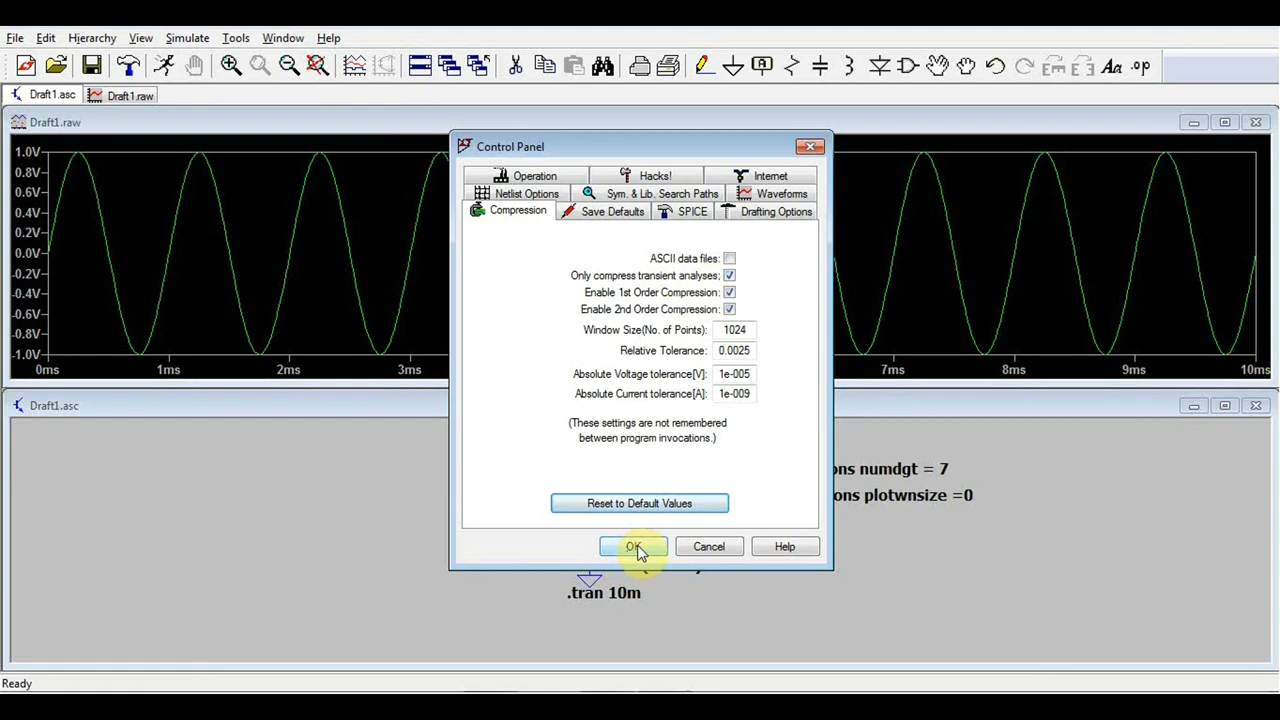 File Edit Hierarchy View Simulate Tools Window Help
Aa .op
Draft1.asc Draft1.raw
Draft1.raw
Control Panel
Operation Hacks! Internet
Netlist Options Sym. & Lib. Search Paths Waveforms
Compression Save Defaults SPICE Drafting Options
ASCII data files:
Only compress transient analyses:
Enable 1st Order Compression:
Enable 2nd Order Compression:
Window Size(No. of Points): 1024
Relative Tolerance: 0.0025
Absolute Voltage tolerance[V]: 1e-005
Absolute Current tolerance[A]: 1e-009
(These settings are not remembered
between program invocations.)
Reset to Default Values
OK Cancel Help
1.0V
0.8V
0.6V
0.4V
0.2V
0.0V
-0.2V
-0.4V
-0.6V
-0.8V
-1.0V
0ms 1ms 2ms 3ms 7ms 8ms 9ms 10ms
Draft1.asc
ons numdgt = 7
ons plotwnsize =0
.tran 10m
Ready